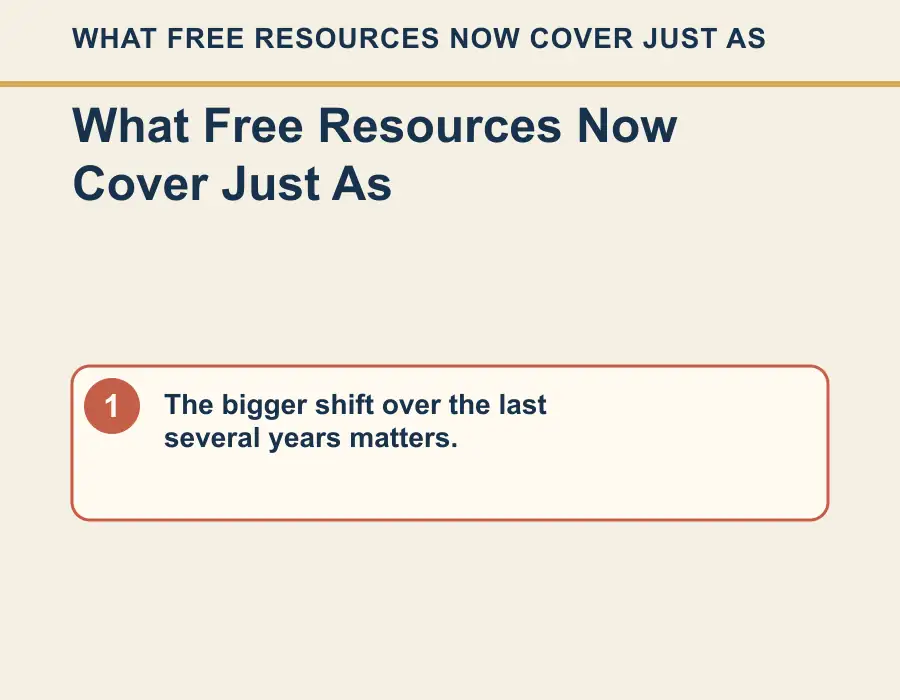 WHAT FREE RESOURCES NOW COVER JUST AS
What Free Resources Now
Cover Just As
1
The bigger shift over the last
several years matters.